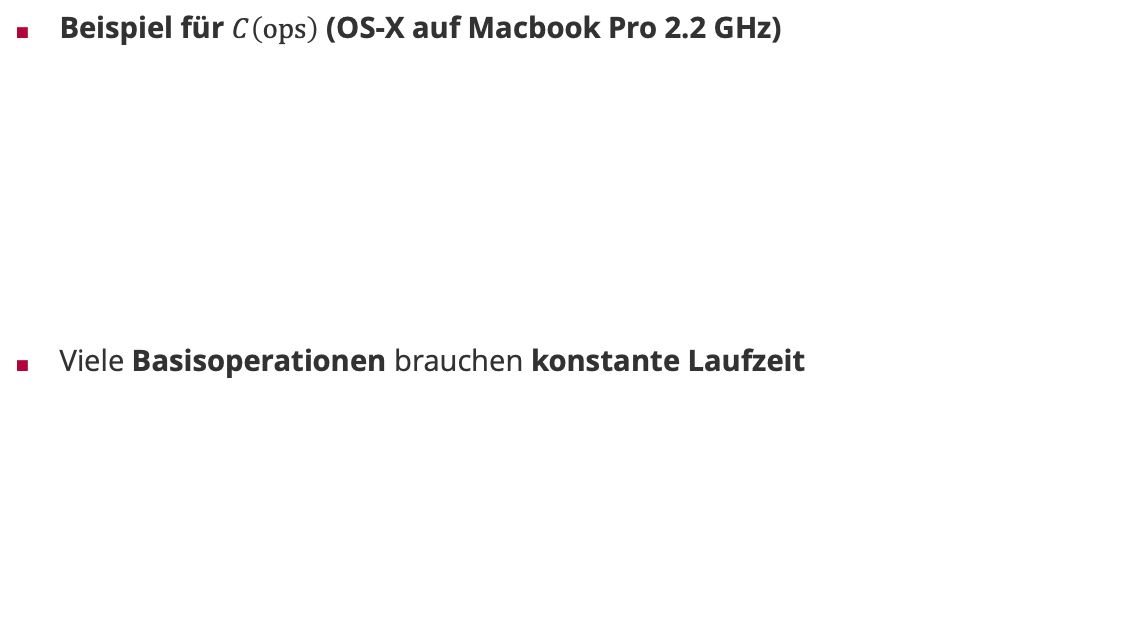 Beispiel für C(ops) (OS-X auf Macbook Pro 2.2 GHz)
Viele Basisoperationen brauchen konstante Laufzeit